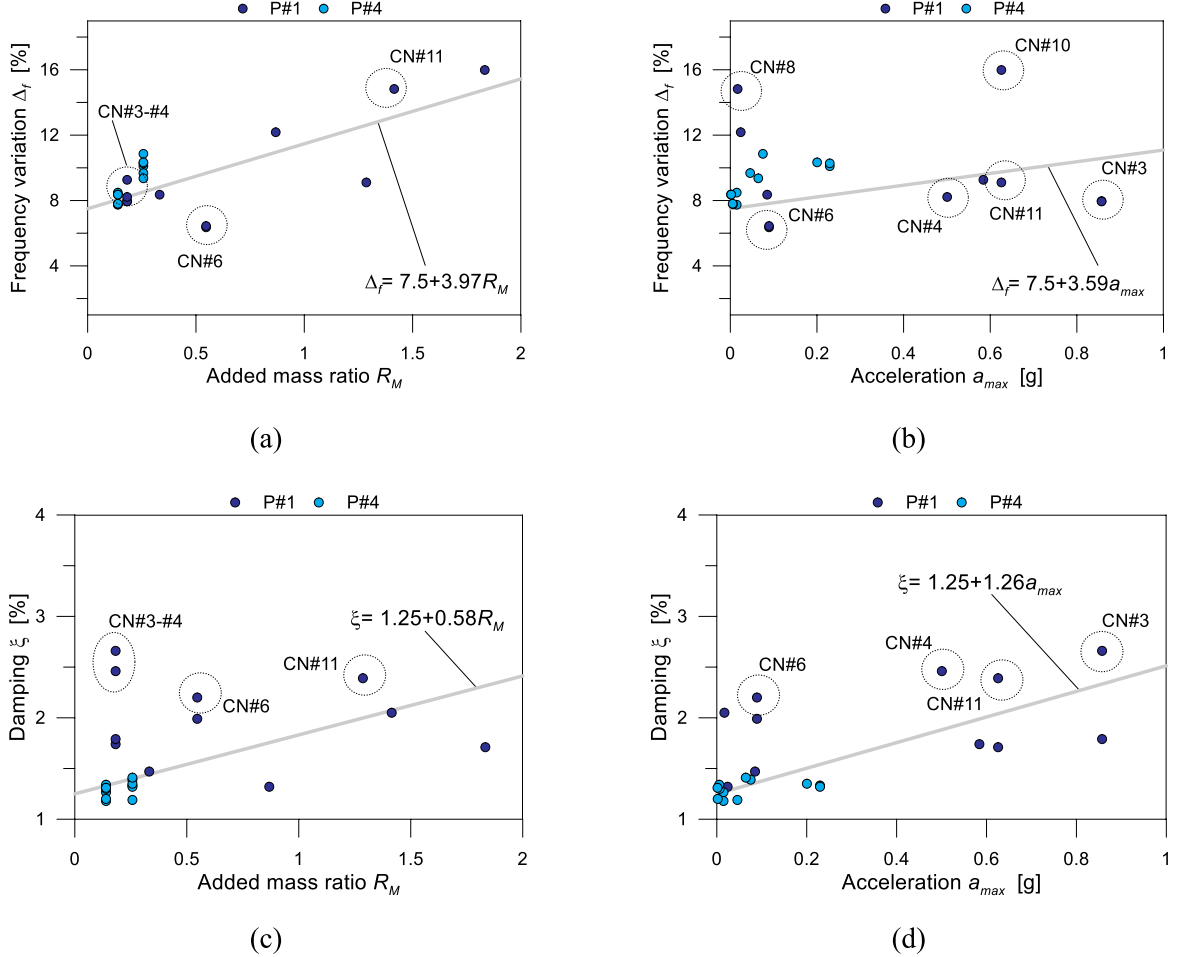 P#1 P#4
Frequency variation Δf [%]
16
12
8
4
CN#11
CN#3-#4
CN#6
Δf= 7.5+3.97RM
0 0.5 1 1.5 2
Added mass ratio RM
(a)
P#1 P#4
Frequency variation Δf [%]
16
12
8
4
CN#10
CN#8
CN#3
CN#6
CN#4
CN#11
Δf= 7.5+3.59amax
0 0.2 0.4 0.6 0.8 1
Acceleration amax [g]
(b)
P#1 P#4
Damping ξ [%]
4
3
2
1
CN#3-#4
ξ= 1.25+0.58RM
CN#11
CN#6
0 0.5 1 1.5 2
Added mass ratio RM
(c)
P#1 P#4
Damping ξ [%]
4
3
2
1
ξ= 1.25+1.26amax
CN#3
CN#4
CN#6
CN#11
0 0.2 0.4 0.6 0.8 1
Acceleration amax [g]
(d)